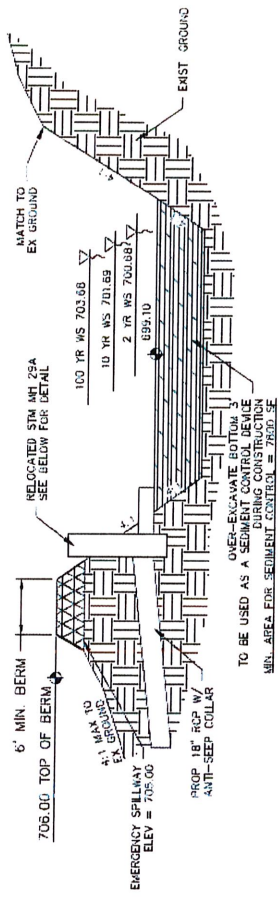 6' MIN. BERM
706.00 TOP OF BERM
RELOCATED STM MH 29A
SEE BELOW FOR DETAIL
MATCH TO
EX GROUND
100 YR WS 703.68
10 YR WS 701.69
2 YR WS 700.68
699.10
4:1
4:1 MAX TO
EX
GROUND
EXIST GROUND
EMERGENCY SPILLWAY
ELEV = 705.00
PROP 18" RCP W/
ANTI-SEEP COLLAR
OVER-EXCAVATE BOTTOM 3'
TO BE USED AS A SEDIMENT CONTROL DEVICE
DURING CONSTRUCTION
MIN. AREA FOR SEDIMENT CONTROL = 7600 SF